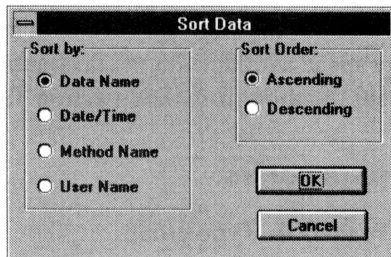 Sort Data
Sort by:
Data Name
Date/Time
Method Name
User Name
Sort Order:
Ascending
Descending
OK
Cancel